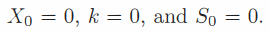 X₀ = 0, k = 0, and S₀ = 0.